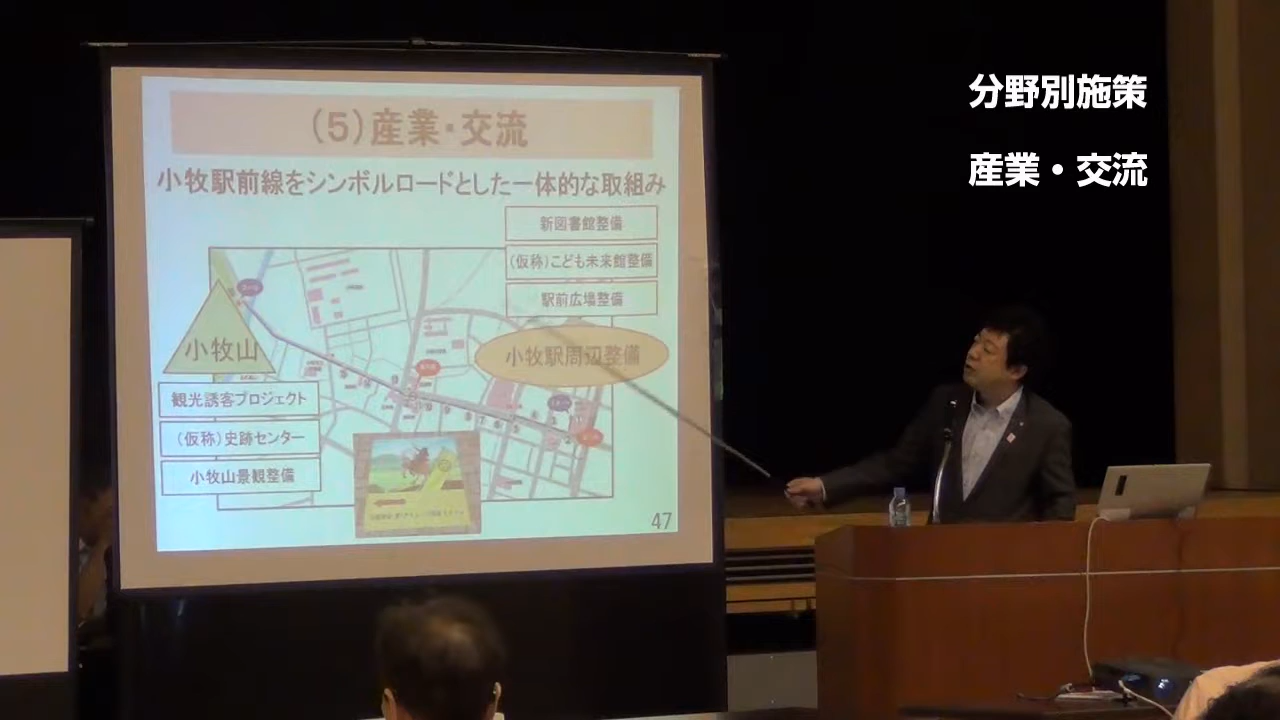 分野別施策
産業・交流
(5)産業・交流
小牧駅前線をシンボルロードとした一体的な取組み
新図書館整備
(仮称)こども未来館整備
駅前広場整備
小牧山
小牧駅周辺整備
観光誘客プロジェクト
(仮称)史跡センター
小牧山景観整備
47